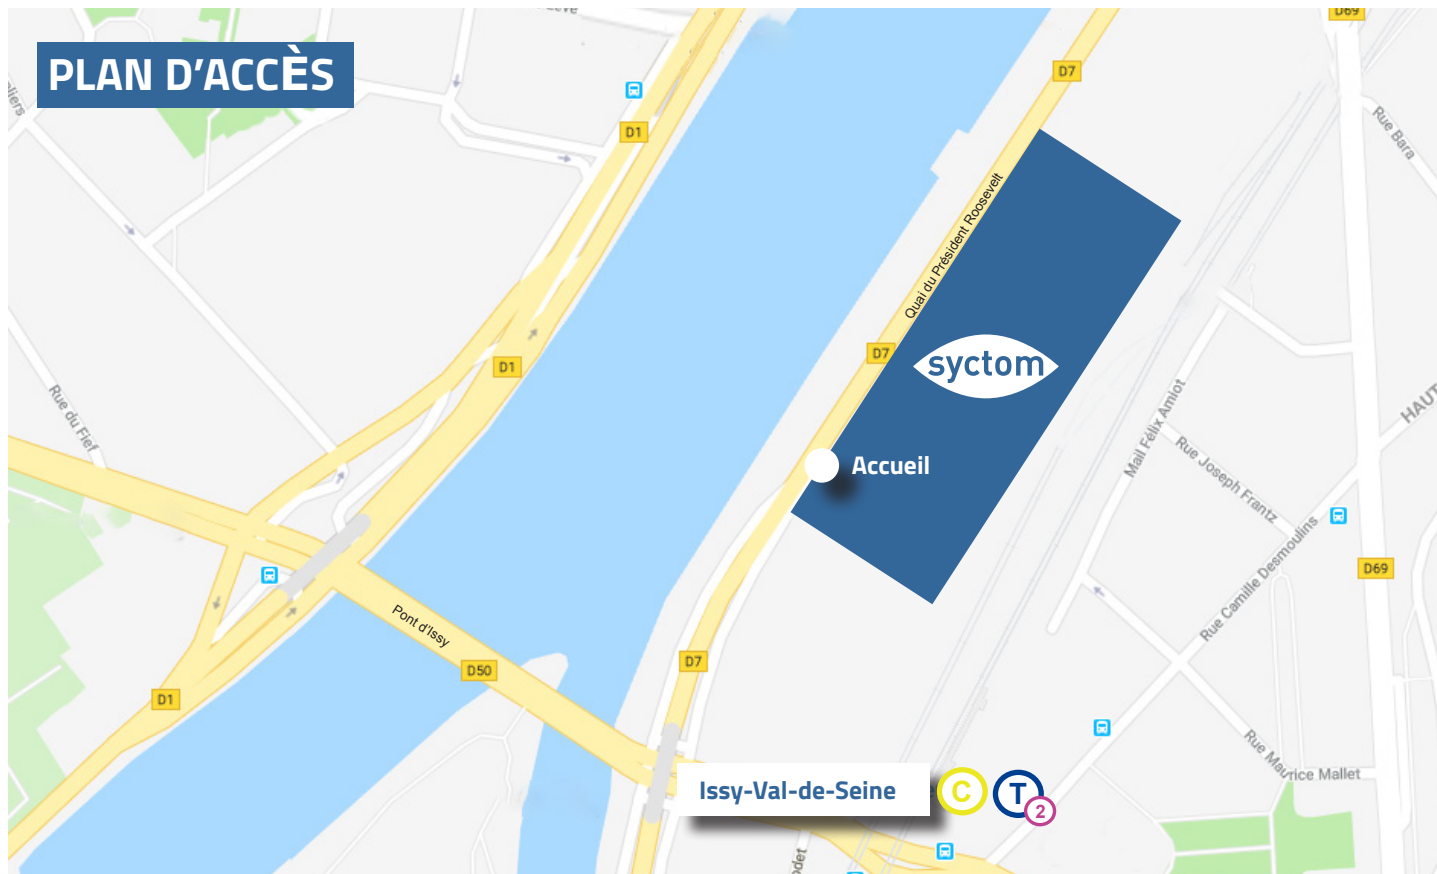 D69
PLAN D'ACCÈS
D7
D1
Rue Bara
Quai du Président Roosevelt
D7
syctom
D1
Rue du Fief
Mail Félix Amiot
HAUT
Accueil
Rue Joseph Frantz
Rue Camille Desmoulins
D69
Pont d'Issy
D50
D7
D1
Rue Maurice Mallet
Issy-Val-de-Seine
C
T
2